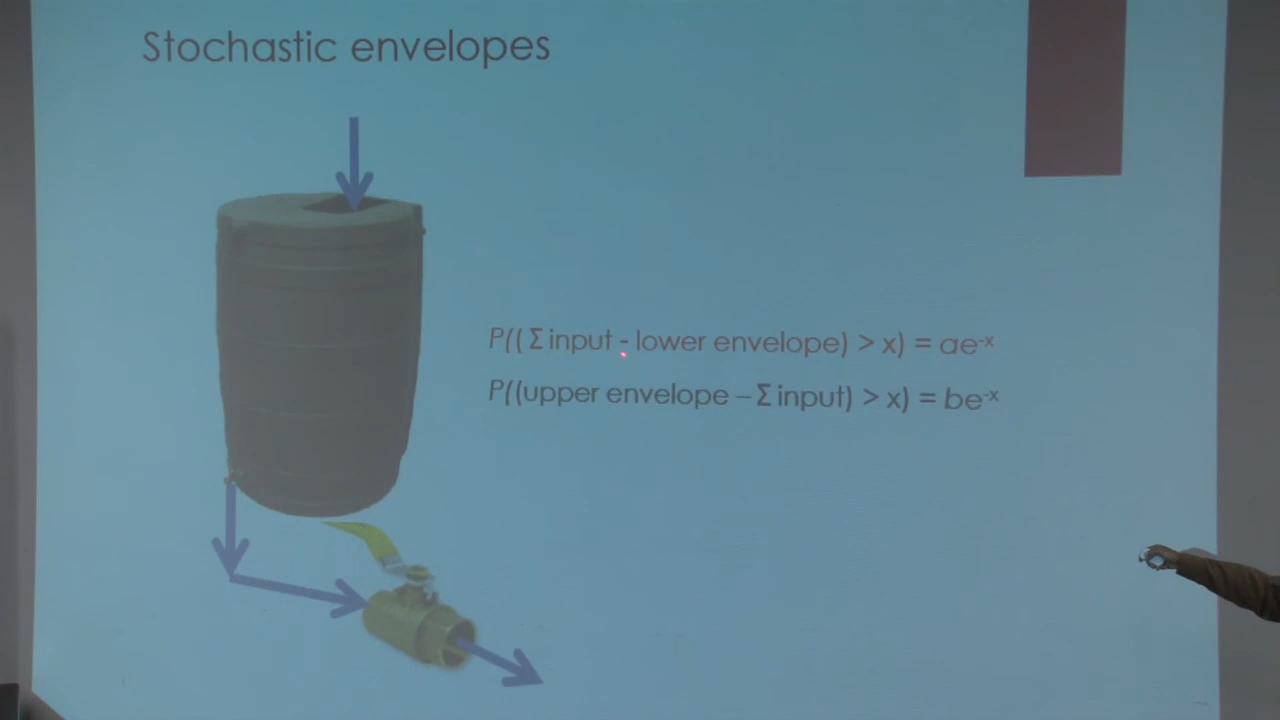 Stochastic envelopes
P(( Σ input - lower envelope) > x) = ae⁻ˣ
P((upper envelope – Σ input) > x) = be⁻ˣ